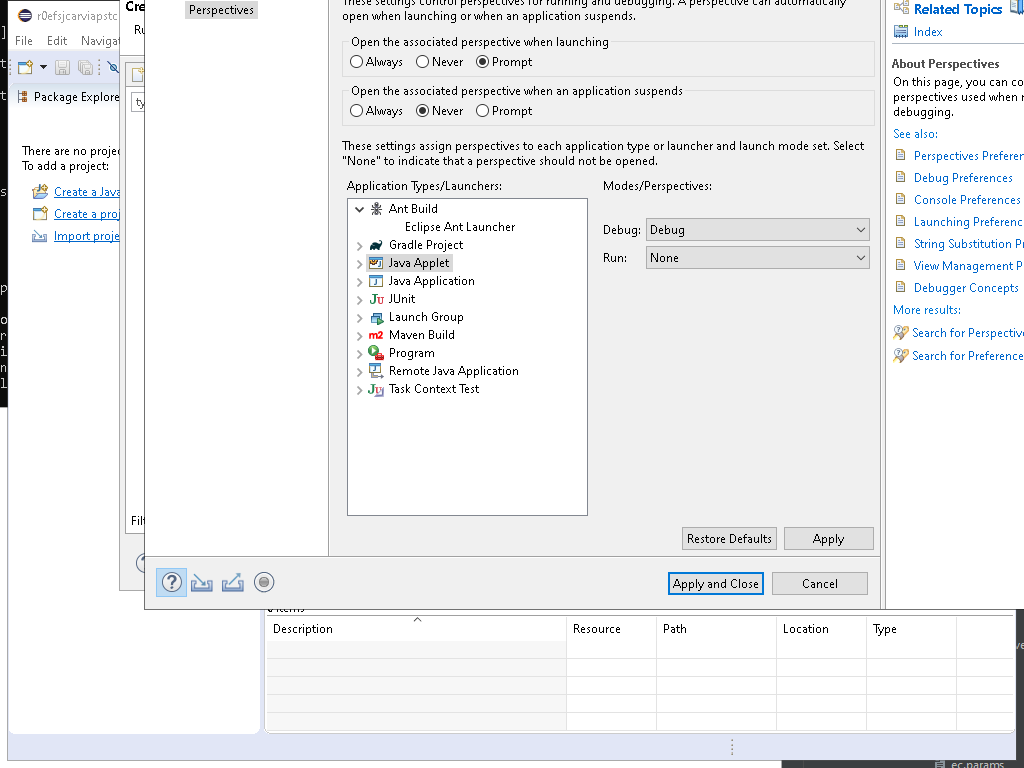 r0efsjcarviapstc
File Edit Naviga
Package Explore
There are no proje
To add a project:
Create a Java
Create a proj
Import proje
Cre
Ru
ty
Filt
Perspectives
These settings control perspectives for running and debugging. A perspective can automatically
open when launching or when an application suspends.
Open the associated perspective when launching
Always Never Prompt
Open the associated perspective when an application suspends
Always Never Prompt
These settings assign perspectives to each application type or launcher and launch mode set. Select
"None" to indicate that a perspective should not be opened.
Application Types/Launchers:
Modes/Perspectives:
Ant Build
Eclipse Ant Launcher
Gradle Project
Java Applet
Java Application
JUnit
Launch Group
Maven Build
Program
Remote Java Application
Task Context Test
Debug: Debug
Run: None
Restore Defaults
Apply
Apply and Close
Cancel
Related Topics
Index
About Perspectives
On this page, you can co
perspectives used when r
debugging.
See also:
Perspectives Preferen
Debug Preferences
Console Preferences
Launching Preferenc
String Substitution Pr
View Management P
Debugger Concepts
More results:
Search for Perspective
Search for Preference
Description Resource Path Location Type
ec.params